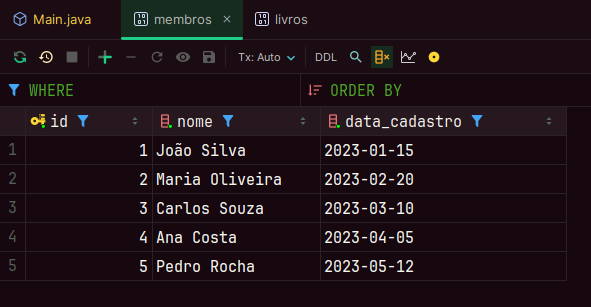 Main.java membros × livros
Tx: Auto DDL
WHERE ORDER BY
id nome data_cadastro
1 1 João Silva 2023-01-15
2 2 Maria Oliveira 2023-02-20
3 3 Carlos Souza 2023-03-10
4 4 Ana Costa 2023-04-05
5 5 Pedro Rocha 2023-05-12